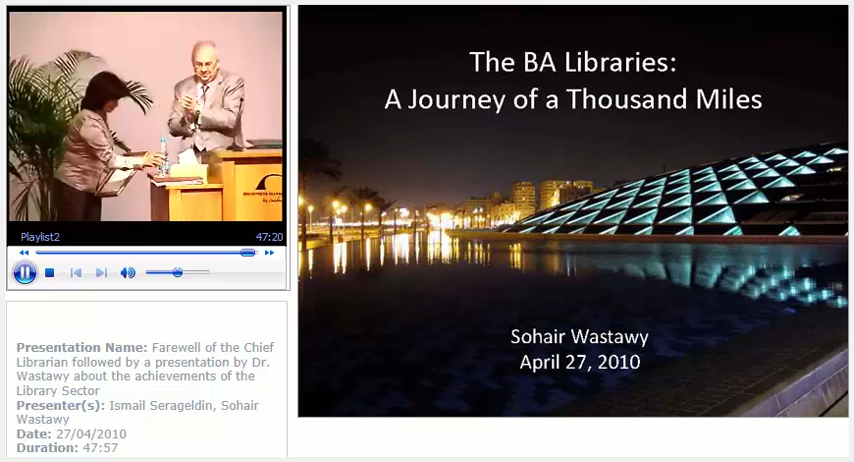 Playlist2 47:20
Presentation Name: Farewell of the Chief
Librarian followed by a presentation by Dr.
Wastawy about the achievements of the
Library Sector
Presenter(s): Ismail Serageldin, Sohair
Wastawy
Date: 27/04/2010
Duration: 47:57
The BA Libraries:
A Journey of a Thousand Miles
Sohair Wastawy
April 27, 2010